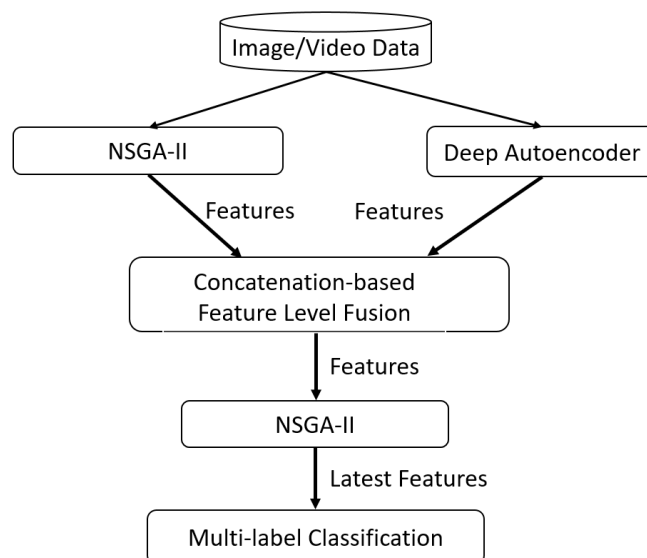 Image/Video Data
NSGA-II
Deep Autoencoder
Features
Features
Concatenation-based
Feature Level Fusion
Features
NSGA-II
Latest Features
Multi-label Classification